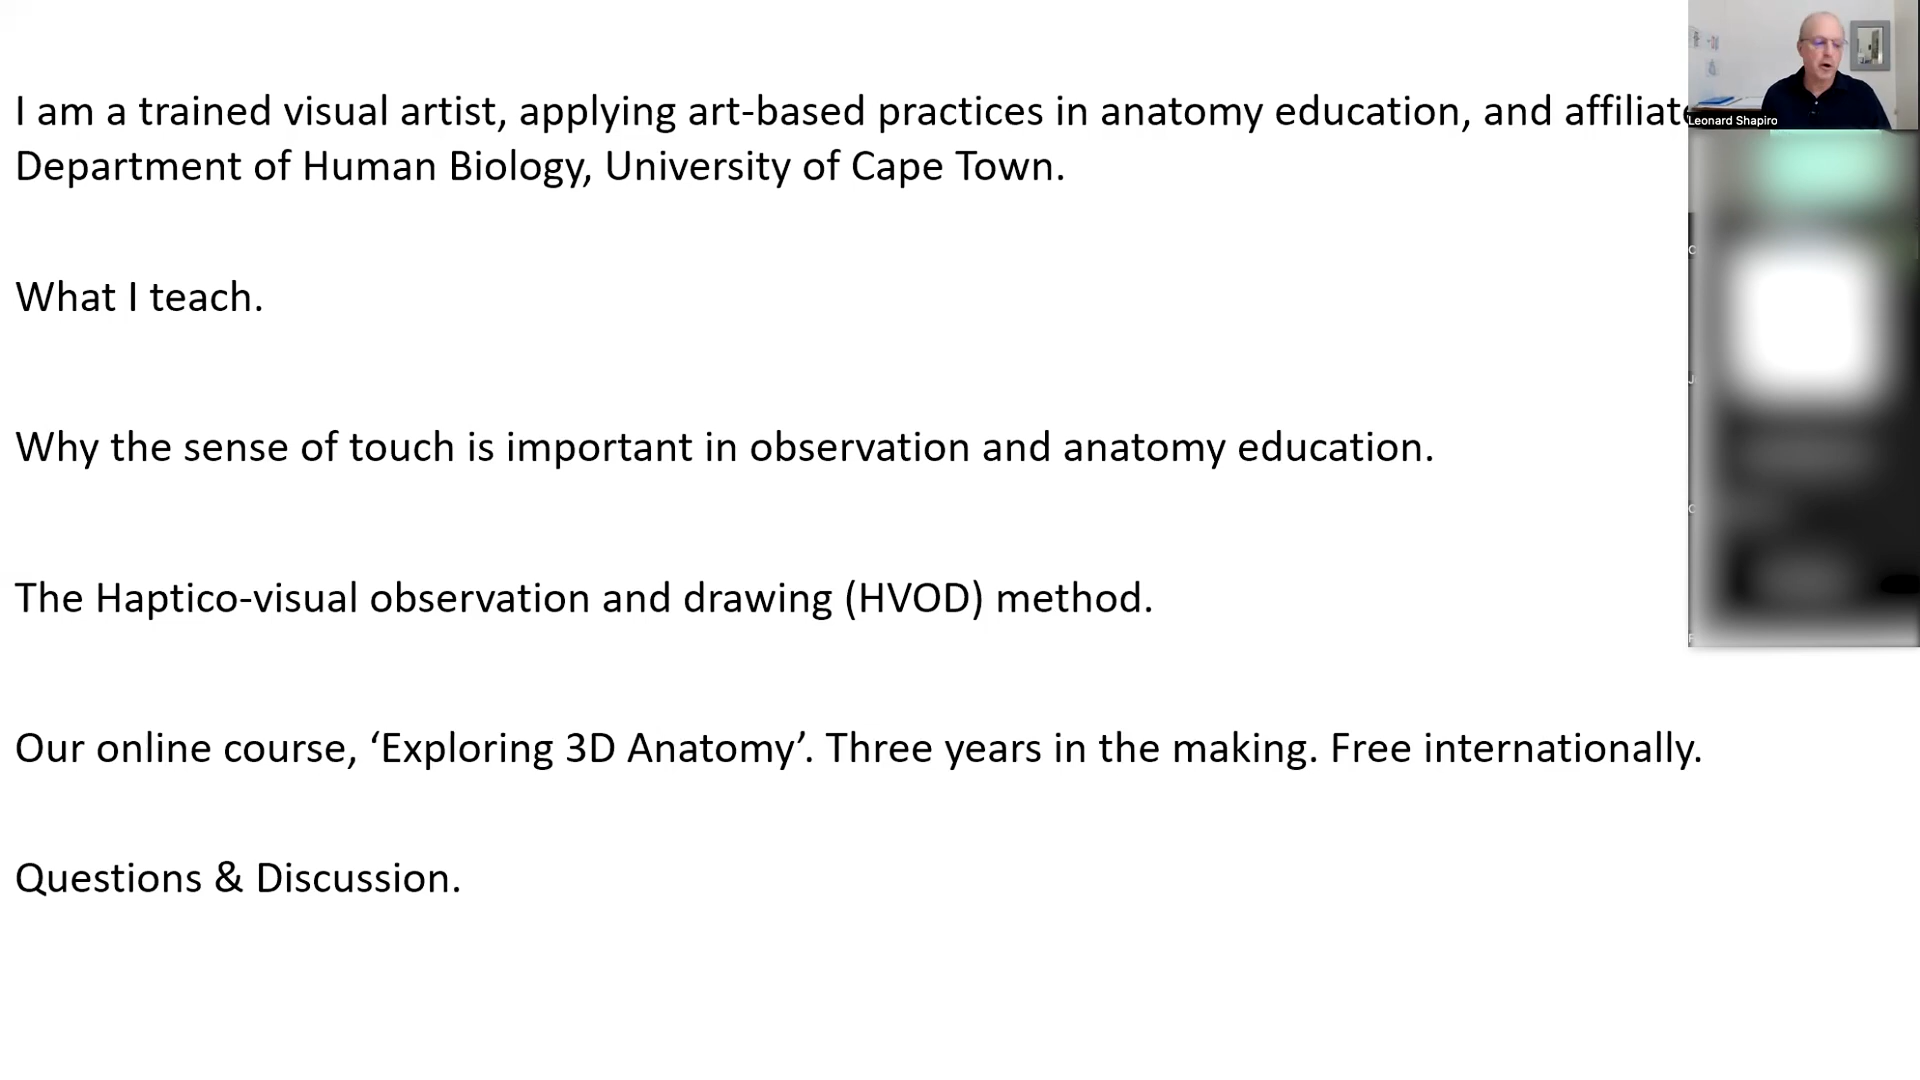 I am a trained visual artist, applying art-based practices in anatomy education, and affiliate
Department of Human Biology, University of Cape Town.
What I teach.
Why the sense of touch is important in observation and anatomy education.
The Haptico-visual observation and drawing (HVOD) method.
Our online course, ‘Exploring 3D Anatomy’. Three years in the making. Free internationally.
Questions & Discussion.
Leonard Shapiro